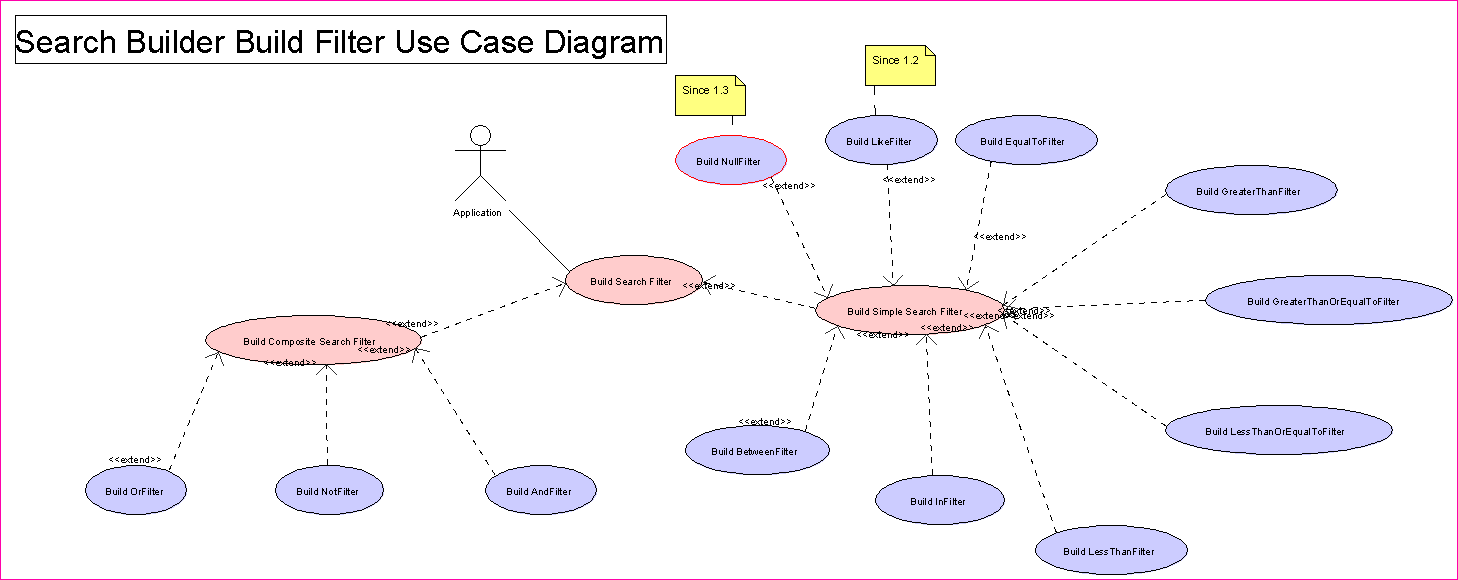 Search Builder Build Filter Use Case Diagram
Since 1.2
Since 1.3
Build NullFilter
Build LikeFilter
Build EqualToFilter
<<extend>>
<<extend>>
Build GreaterThanFilter
Application
<<extend>>
Build Search Filter
<<extend>>
Build Simple Search Filter
Build GreaterThanOrEqualToFilter
<<extend>>
<<extend>>
<<extend>>
<<extend>>
<<extend>>
<<extend>>
Build Composite Search Filter
<<extend>>
<<extend>>
<<extend>>
Build BetweenFilter
Build LessThanOrEqualToFilter
<<extend>>
Build OrFilter
Build NotFilter
Build AndFilter
Build InFilter
Build LessThanFilter